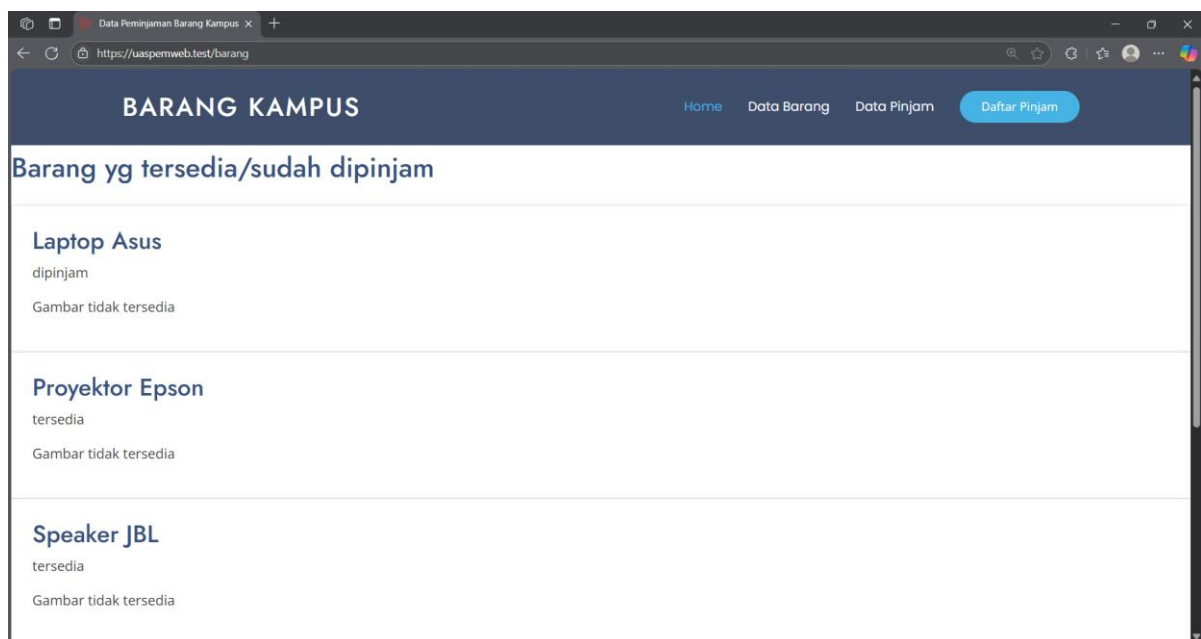 Data Peminjaman Barang Kampus
https://uaspemweb.test/barang
BARANG KAMPUS
Home
Data Barang
Data Pinjam
Daftar Pinjam
Barang yg tersedia/sudah dipinjam
Laptop Asus
dipinjam
Gambar tidak tersedia
Proyektor Epson
tersedia
Gambar tidak tersedia
Speaker JBL
tersedia
Gambar tidak tersedia